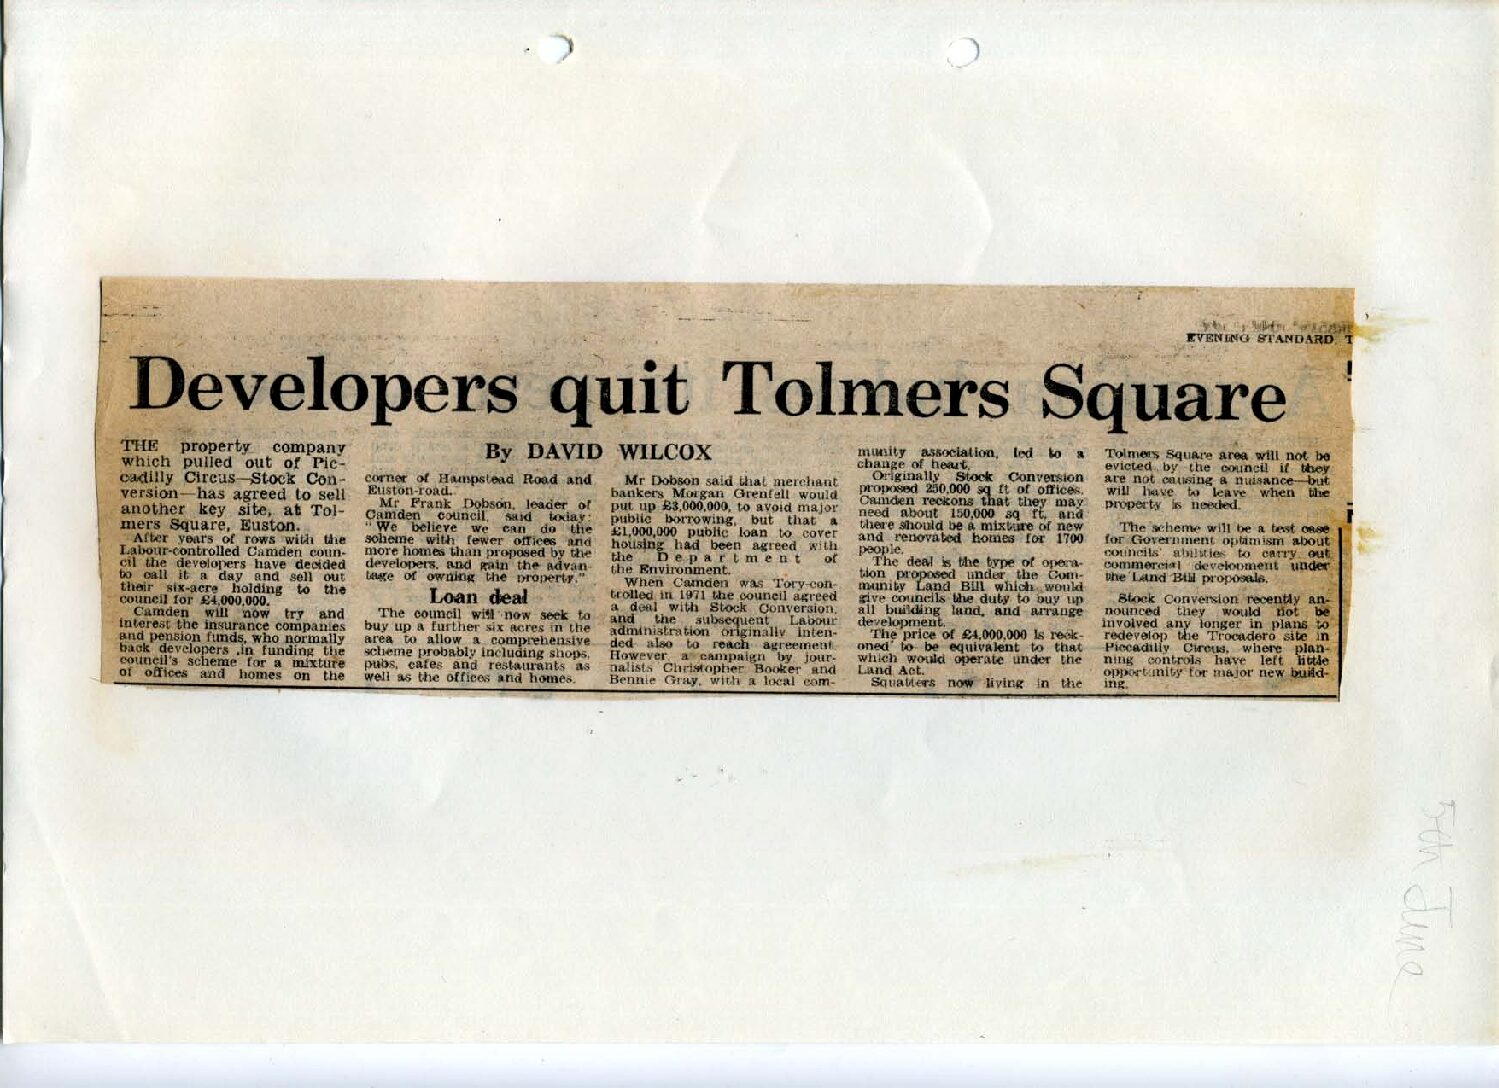 EVENING STANDARD T
Developers quit Tolmers Square
By DAVID WILCOX
THE property company
which pulled out of Pic-
cadilly Circus—Stock Con-
version—has agreed to sell
another key site, at Tol-
mers Square, Euston.
After years of rows with the
Labour-controlled Camden coun-
cil the developers have decided
to call it a day and sell out
their six-acre holding to the
council for £4,000,000.
Camden will now try and
interest the insurance companies
and pension funds, who normally
back developers ,in funding the
council's scheme for a mixture
of offices and homes on the
corner of Hampstead Road and
Euston-road.
Mr Frank Dobson, leader of
Camden council, said today:
"We believe we can do the
scheme with fewer offices and
more homes than proposed by the
developers, and gain the advan-
tage of owning the property."
Loan deal
The council will now seek to
buy up a further six acres in the
area to allow a comprehensive
scheme probably including shops,
pubs, cafes and restaurants as
well as the offices and homes.
Mr Dobson said that merchant
bankers Morgan Grenfell would
put up £3,000,000, to avoid major
public borrowing, but that a
£1,000,000 public loan to cover
housing had been agreed with
the Department of
the Environment.
When Camden was Tory-con-
trolled in 1971 the council agreed
a deal with Stock Conversion,
and the subsequent Labour
administration originally inten-
ded also to reach agreement.
However, a campaign by jour-
nalists Christopher Booker and
Bennie Gray, with a local com-
munity association, led to a
change of heart.
Originally Stock Conversion
proposed 250,000 sq ft of offices.
Camden reckons that they may
need about 150,000 sq ft, and
there should be a mixture of new
and renovated homes for 1700
people.
The deal is the type of opera-
tion proposed under the Com-
munity Land Bill which would
give councils the duty to buy up
all building land, and arrange
development.
The price of £4,000,000 is reck-
oned to be equivalent to that
which would operate under the
Land Act.
Squatters now living in the
Tolmers Square area will not be
evicted by the council if they
are not causing a nuisance—but
will have to leave when the
property is needed.
The scheme will be a test case
for Government optimism about
councils' abilities to carry out
commercial development under
the Land Bill proposals.
Stock Conversion recently an-
nounced they would not be
involved any longer in plans to
redevelop the Trocadero site in
Piccadilly Circus, where plan-
ning controls have left little
opportunity for major new build-
ing.
5th June